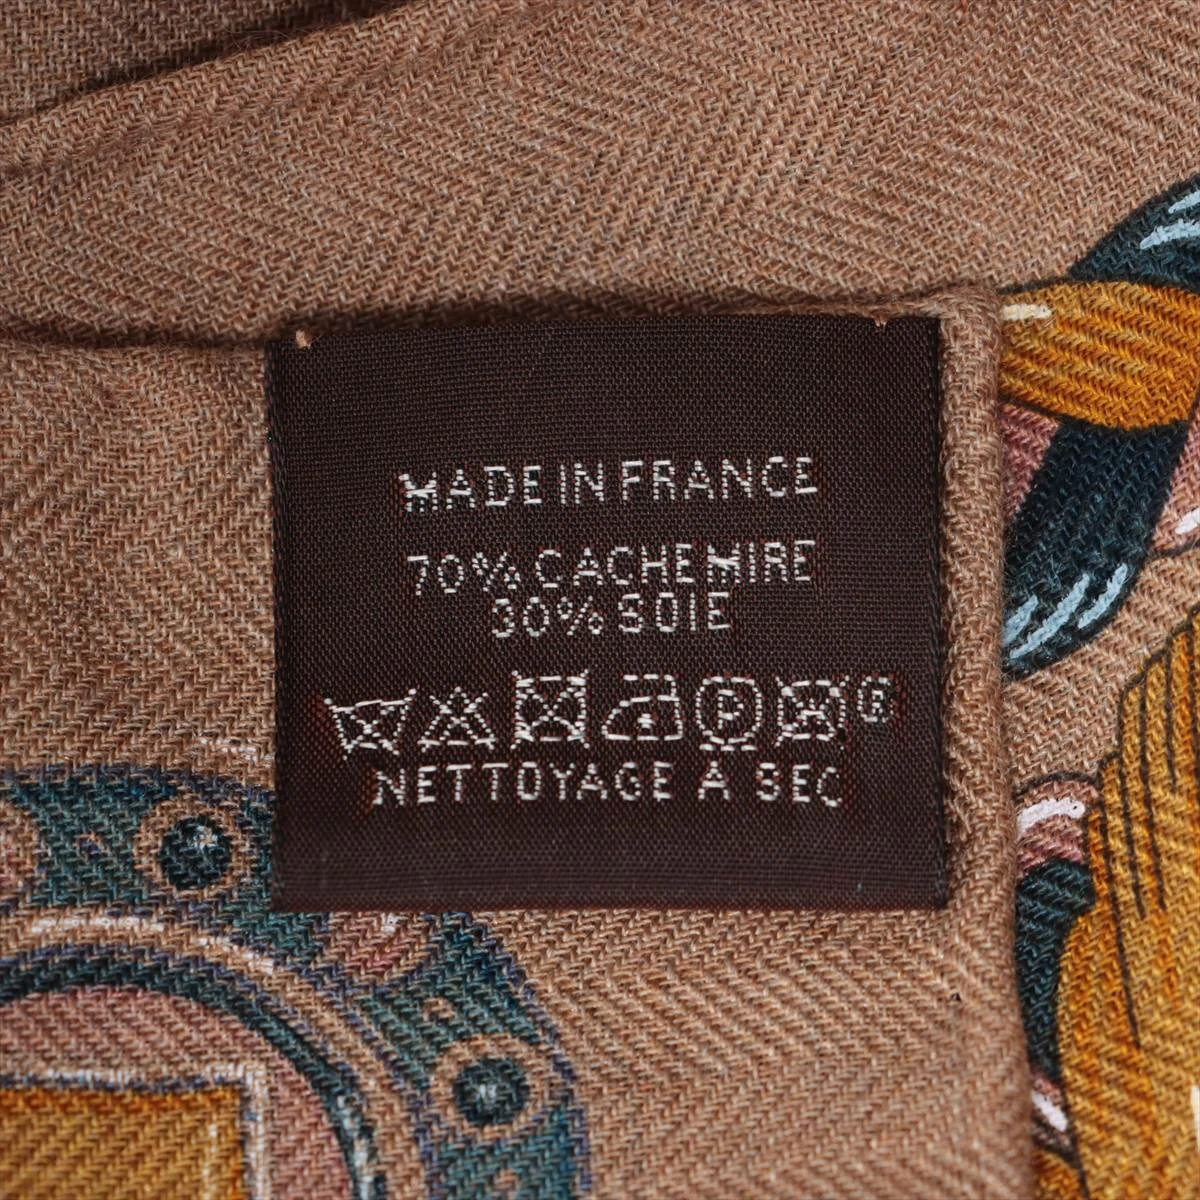 MADE IN FRANCE
70% CACHEMIRE
30% SOIE
P ®
NETTOYAGE À SEC